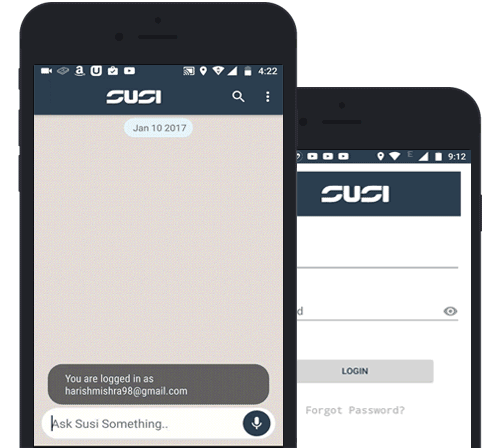 4:22
SUSI
Jan 10 2017
You are logged in as
harishmishra98@gmail.com
Ask Susi Something..
9:12
SUSI
d
LOGIN
Forgot Password?